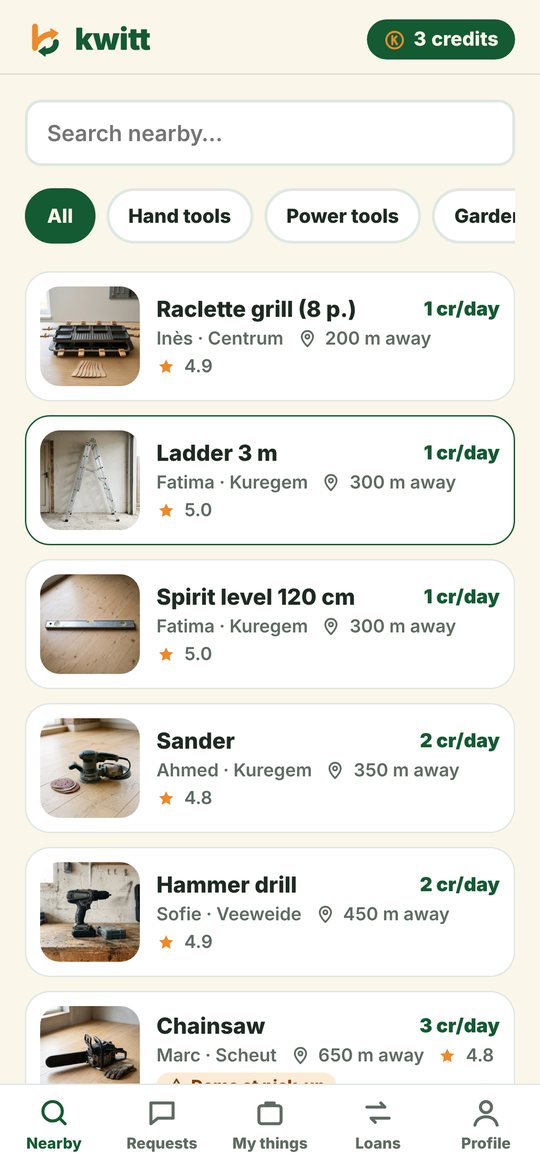 kwitt
3 credits
Search nearby...
All
Hand tools
Power tools
Garden
Raclette grill (8 p.)
1 cr/day
Inès · Centrum
200 m away
4.9
Ladder 3 m
1 cr/day
Fatima · Kuregem
300 m away
5.0
Spirit level 120 cm
1 cr/day
Fatima · Kuregem
300 m away
5.0
Sander
2 cr/day
Ahmed · Kuregem
350 m away
4.8
Hammer drill
2 cr/day
Sofie · Veeweide
450 m away
4.9
Chainsaw
3 cr/day
Marc · Scheut
650 m away
4.8
Nearby
Requests
My things
Loans
Profile